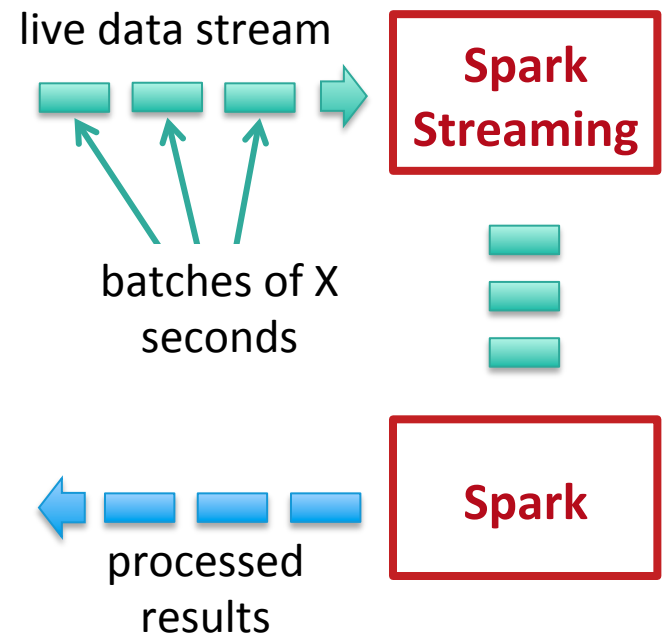 live data stream
Spark
Streaming
batches of X
seconds
Spark
processed
results